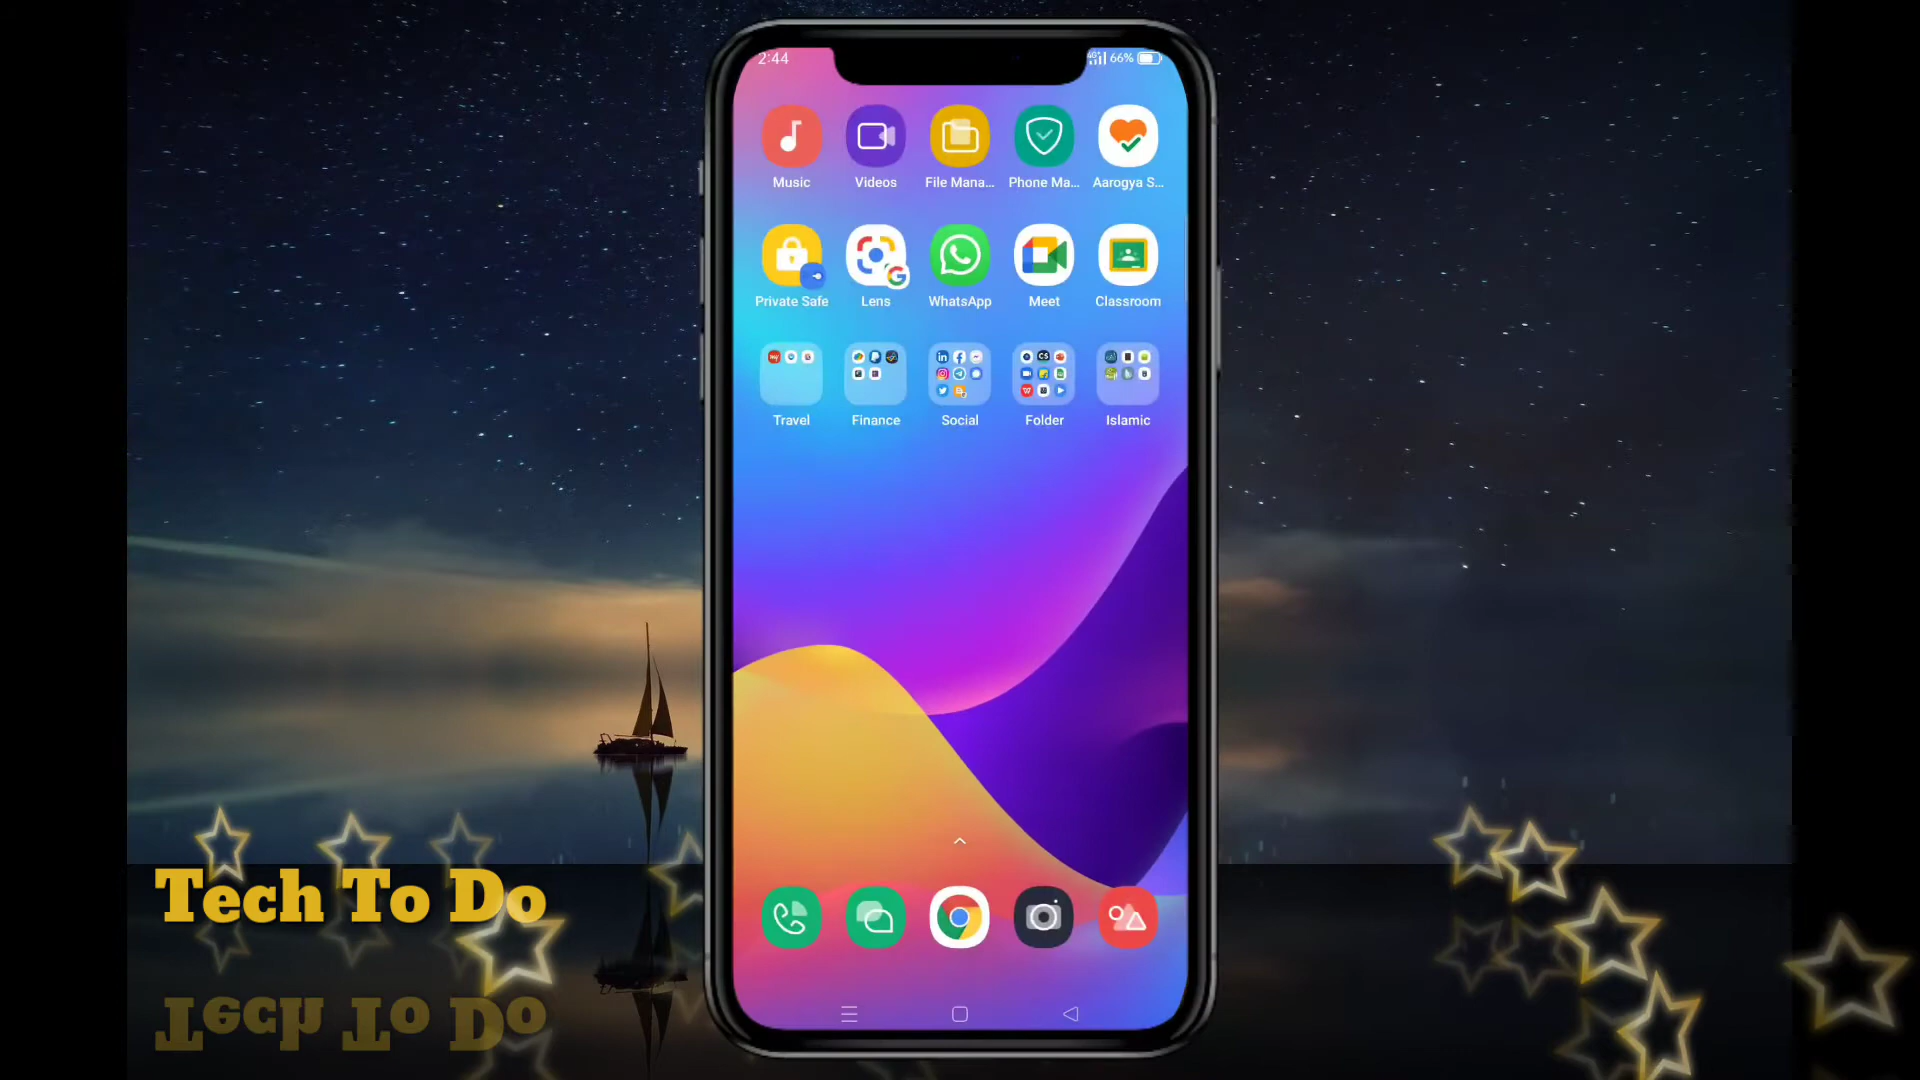 2:44
66%
Music
Videos
File Mana...
Phone Ma...
Aarogya S...
Private Safe
Lens
WhatsApp
Meet
Classroom
Travel
Finance
Social
Folder
Islamic
Tech To Do